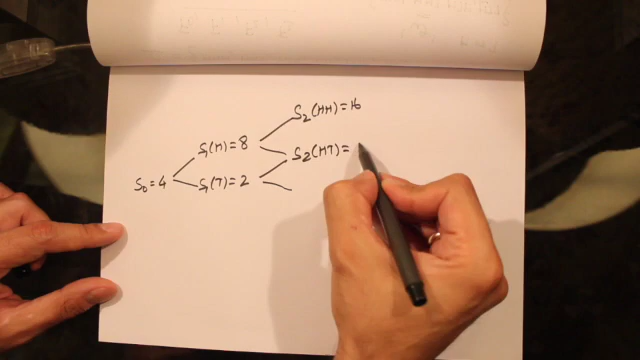 S₂(HH) = 16
S₁(H) = 8
S₂(HT) =
S₀ = 4
S₁(T) = 2